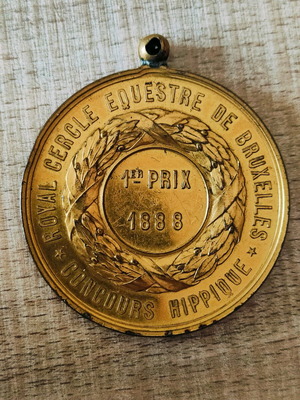 ROYAL CERCLE EQUESTRE DE BRUXELLES
★ CONCOURS HIPPIQUE ★
1ER PRIX
1888